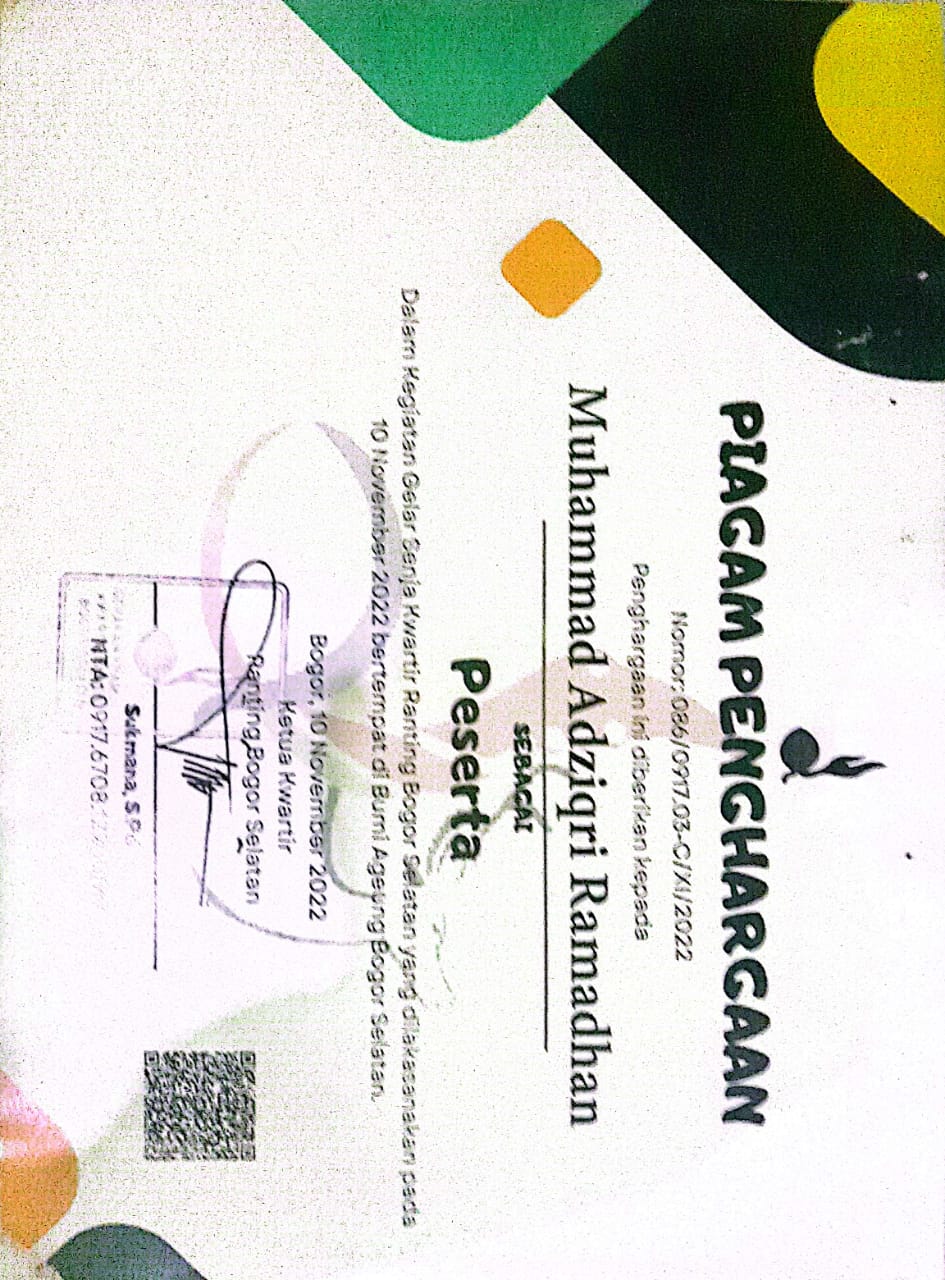 PIAGAM PENGHARGAAN
Nomor: 086/0917.03-C/XI/2022
Penghargaan ini diberikan kepada
Muhammad Adziqri Ramadhan
SEBAGAI
Peserta
Dalam Kegiatan Gelar Senja Kwartir Ranting Bogor Selatan yang dilakasanakan pada
10 November 2022 bertempat di Bumi Ageung Bogor Selatan.
Bogor, 10 November 2022
Ketua Kwartir
Ranting Bogor Selatan
Sukmana, S.Pd
NTA: 0917.6708.